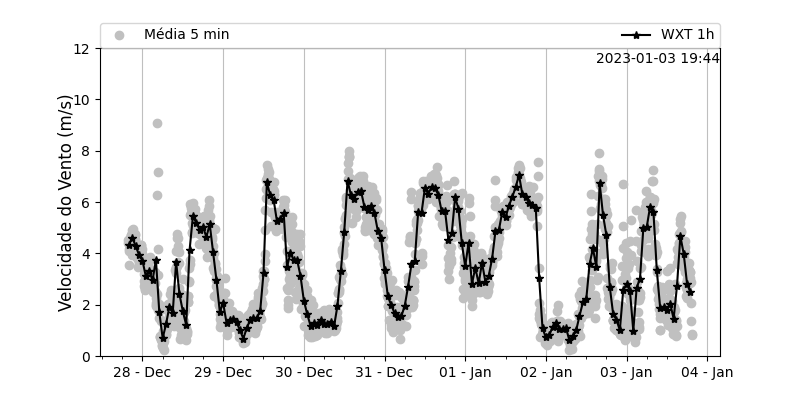 Média 5 min
WXT 1h
2023-01-03 19:44
Velocidade do Vento (m/s)
12
10
8
6
4
2
0
28 - Dec
29 - Dec
30 - Dec
31 - Dec
01 - Jan
02 - Jan
03 - Jan
04 - Jan